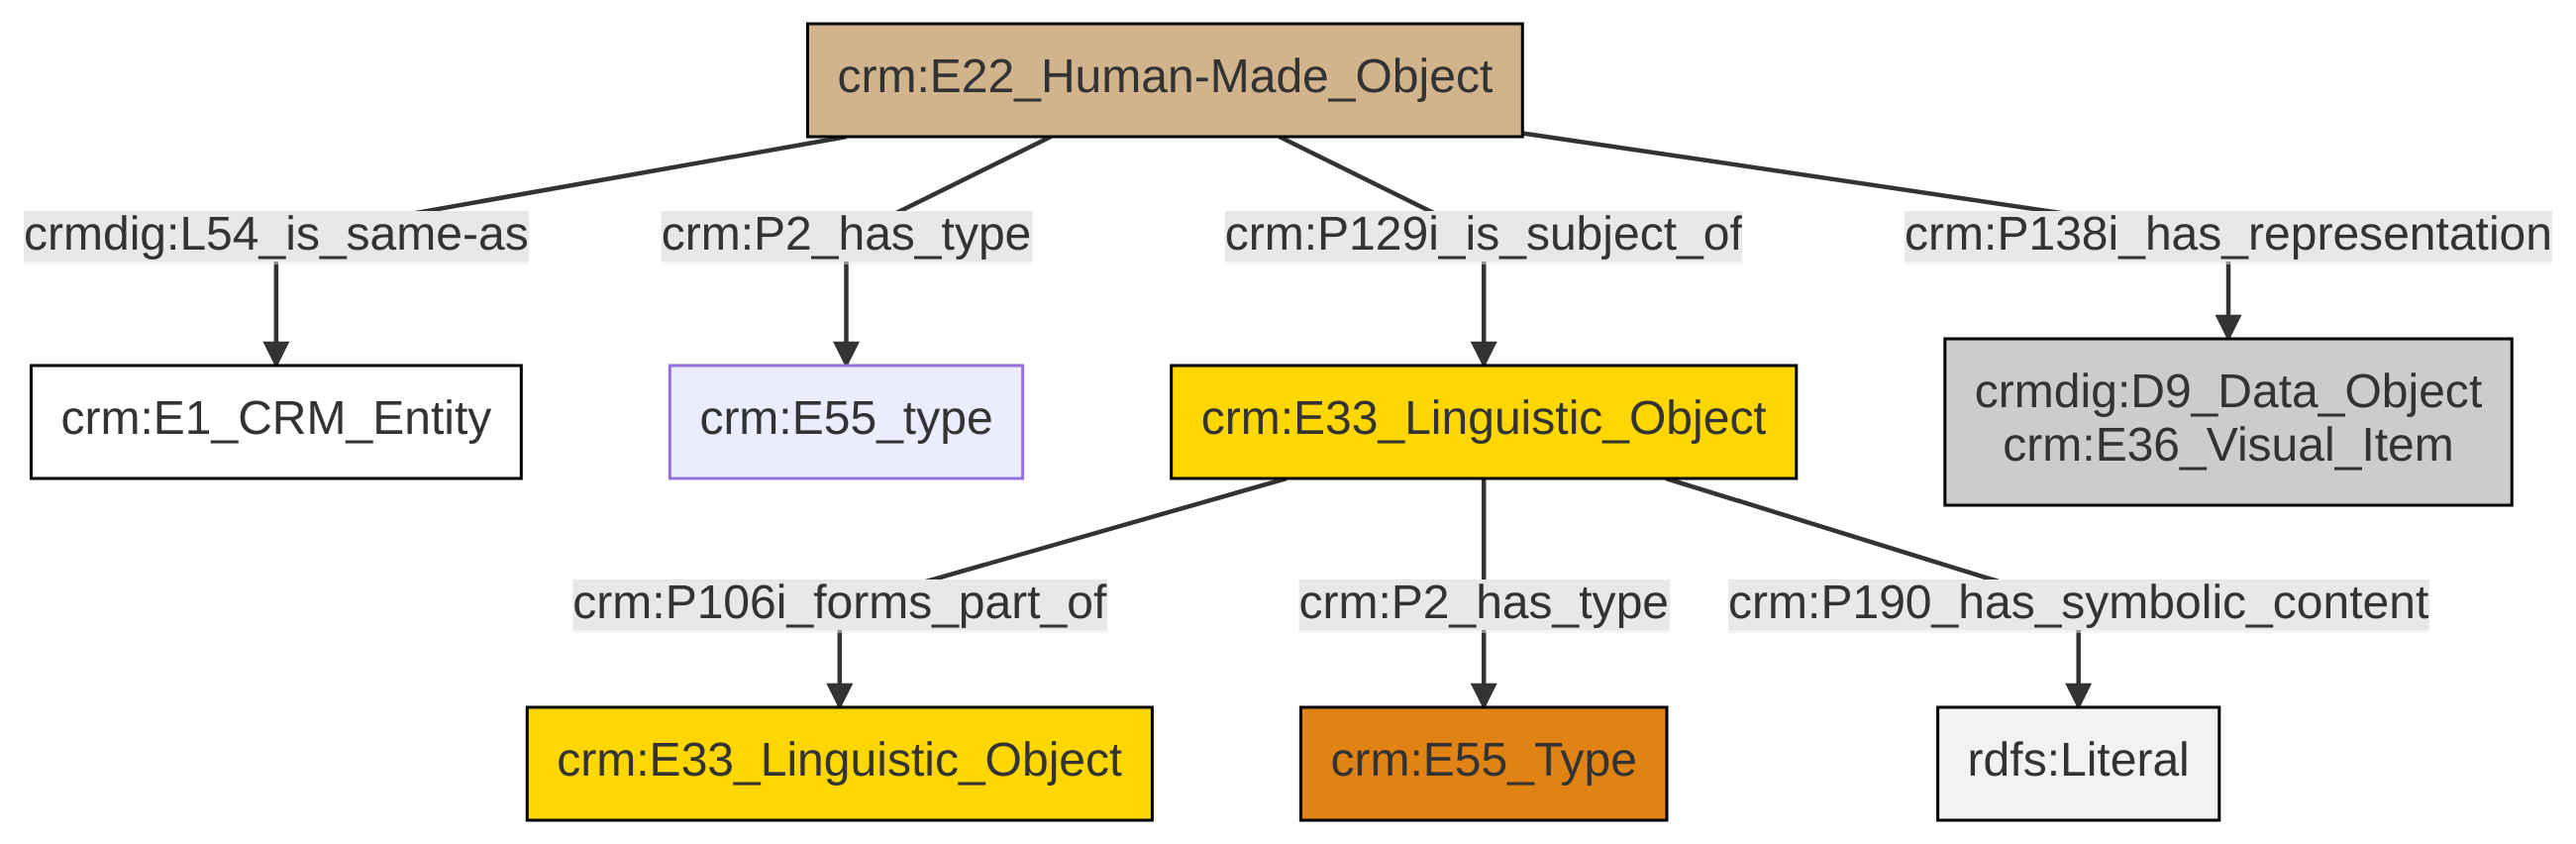 crm:E22_Human-Made_Object
crmdig:L54_is_same-as
crm:P2_has_type
crm:P129i_is_subject_of
crm:P138i_has_representation
crm:E1_CRM_Entity
crm:E55_type
crm:E33_Linguistic_Object
crmdig:D9_Data_Object
crm:E36_Visual_Item
crm:P106i_forms_part_of
crm:P2_has_type
crm:P190_has_symbolic_content
crm:E33_Linguistic_Object
crm:E55_Type
rdfs:Literal